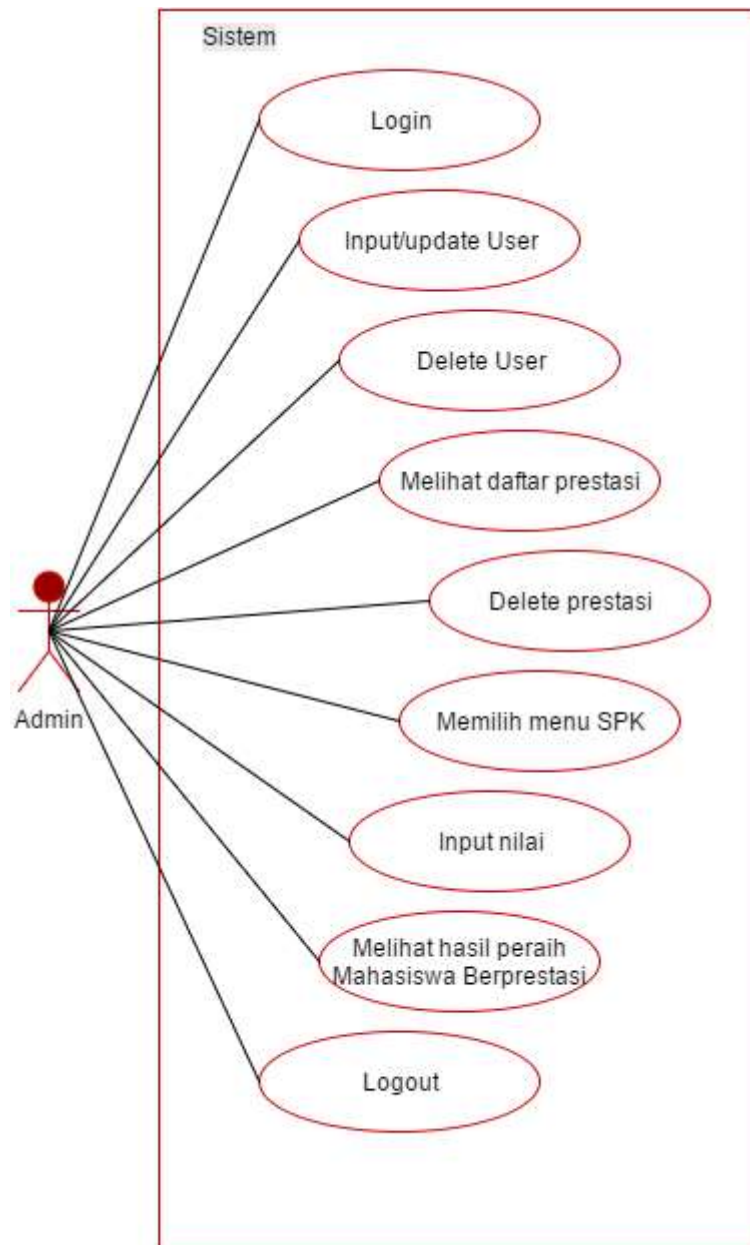 Sistem
Login
Input/update User
Delete User
Melihat daftar prestasi
Delete prestasi
Memilih menu SPK
Admin
Input nilai
Melihat hasil peraih
Mahasiswa Berprestasi
Logout